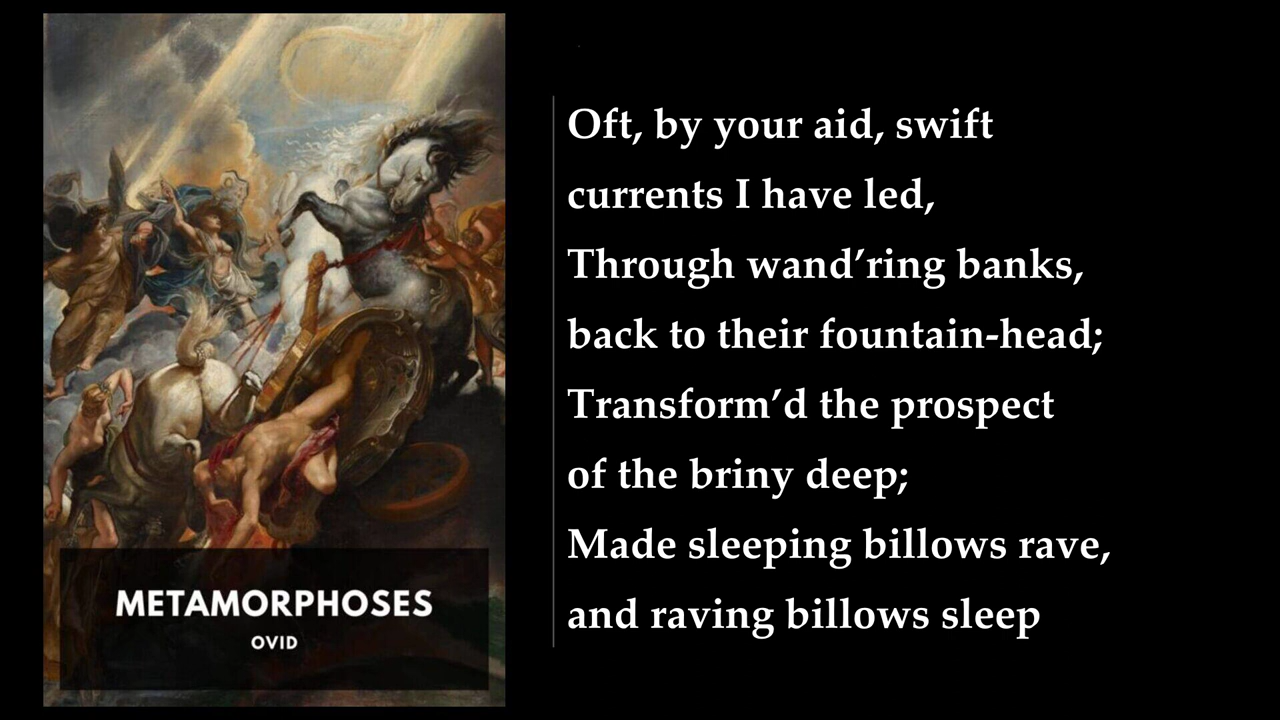 METAMORPHOSES
OVID
Oft, by your aid, swift
currents I have led,
Through wand’ring banks,
back to their fountain-head;
Transform’d the prospect
of the briny deep;
Made sleeping billows rave,
and raving billows sleep